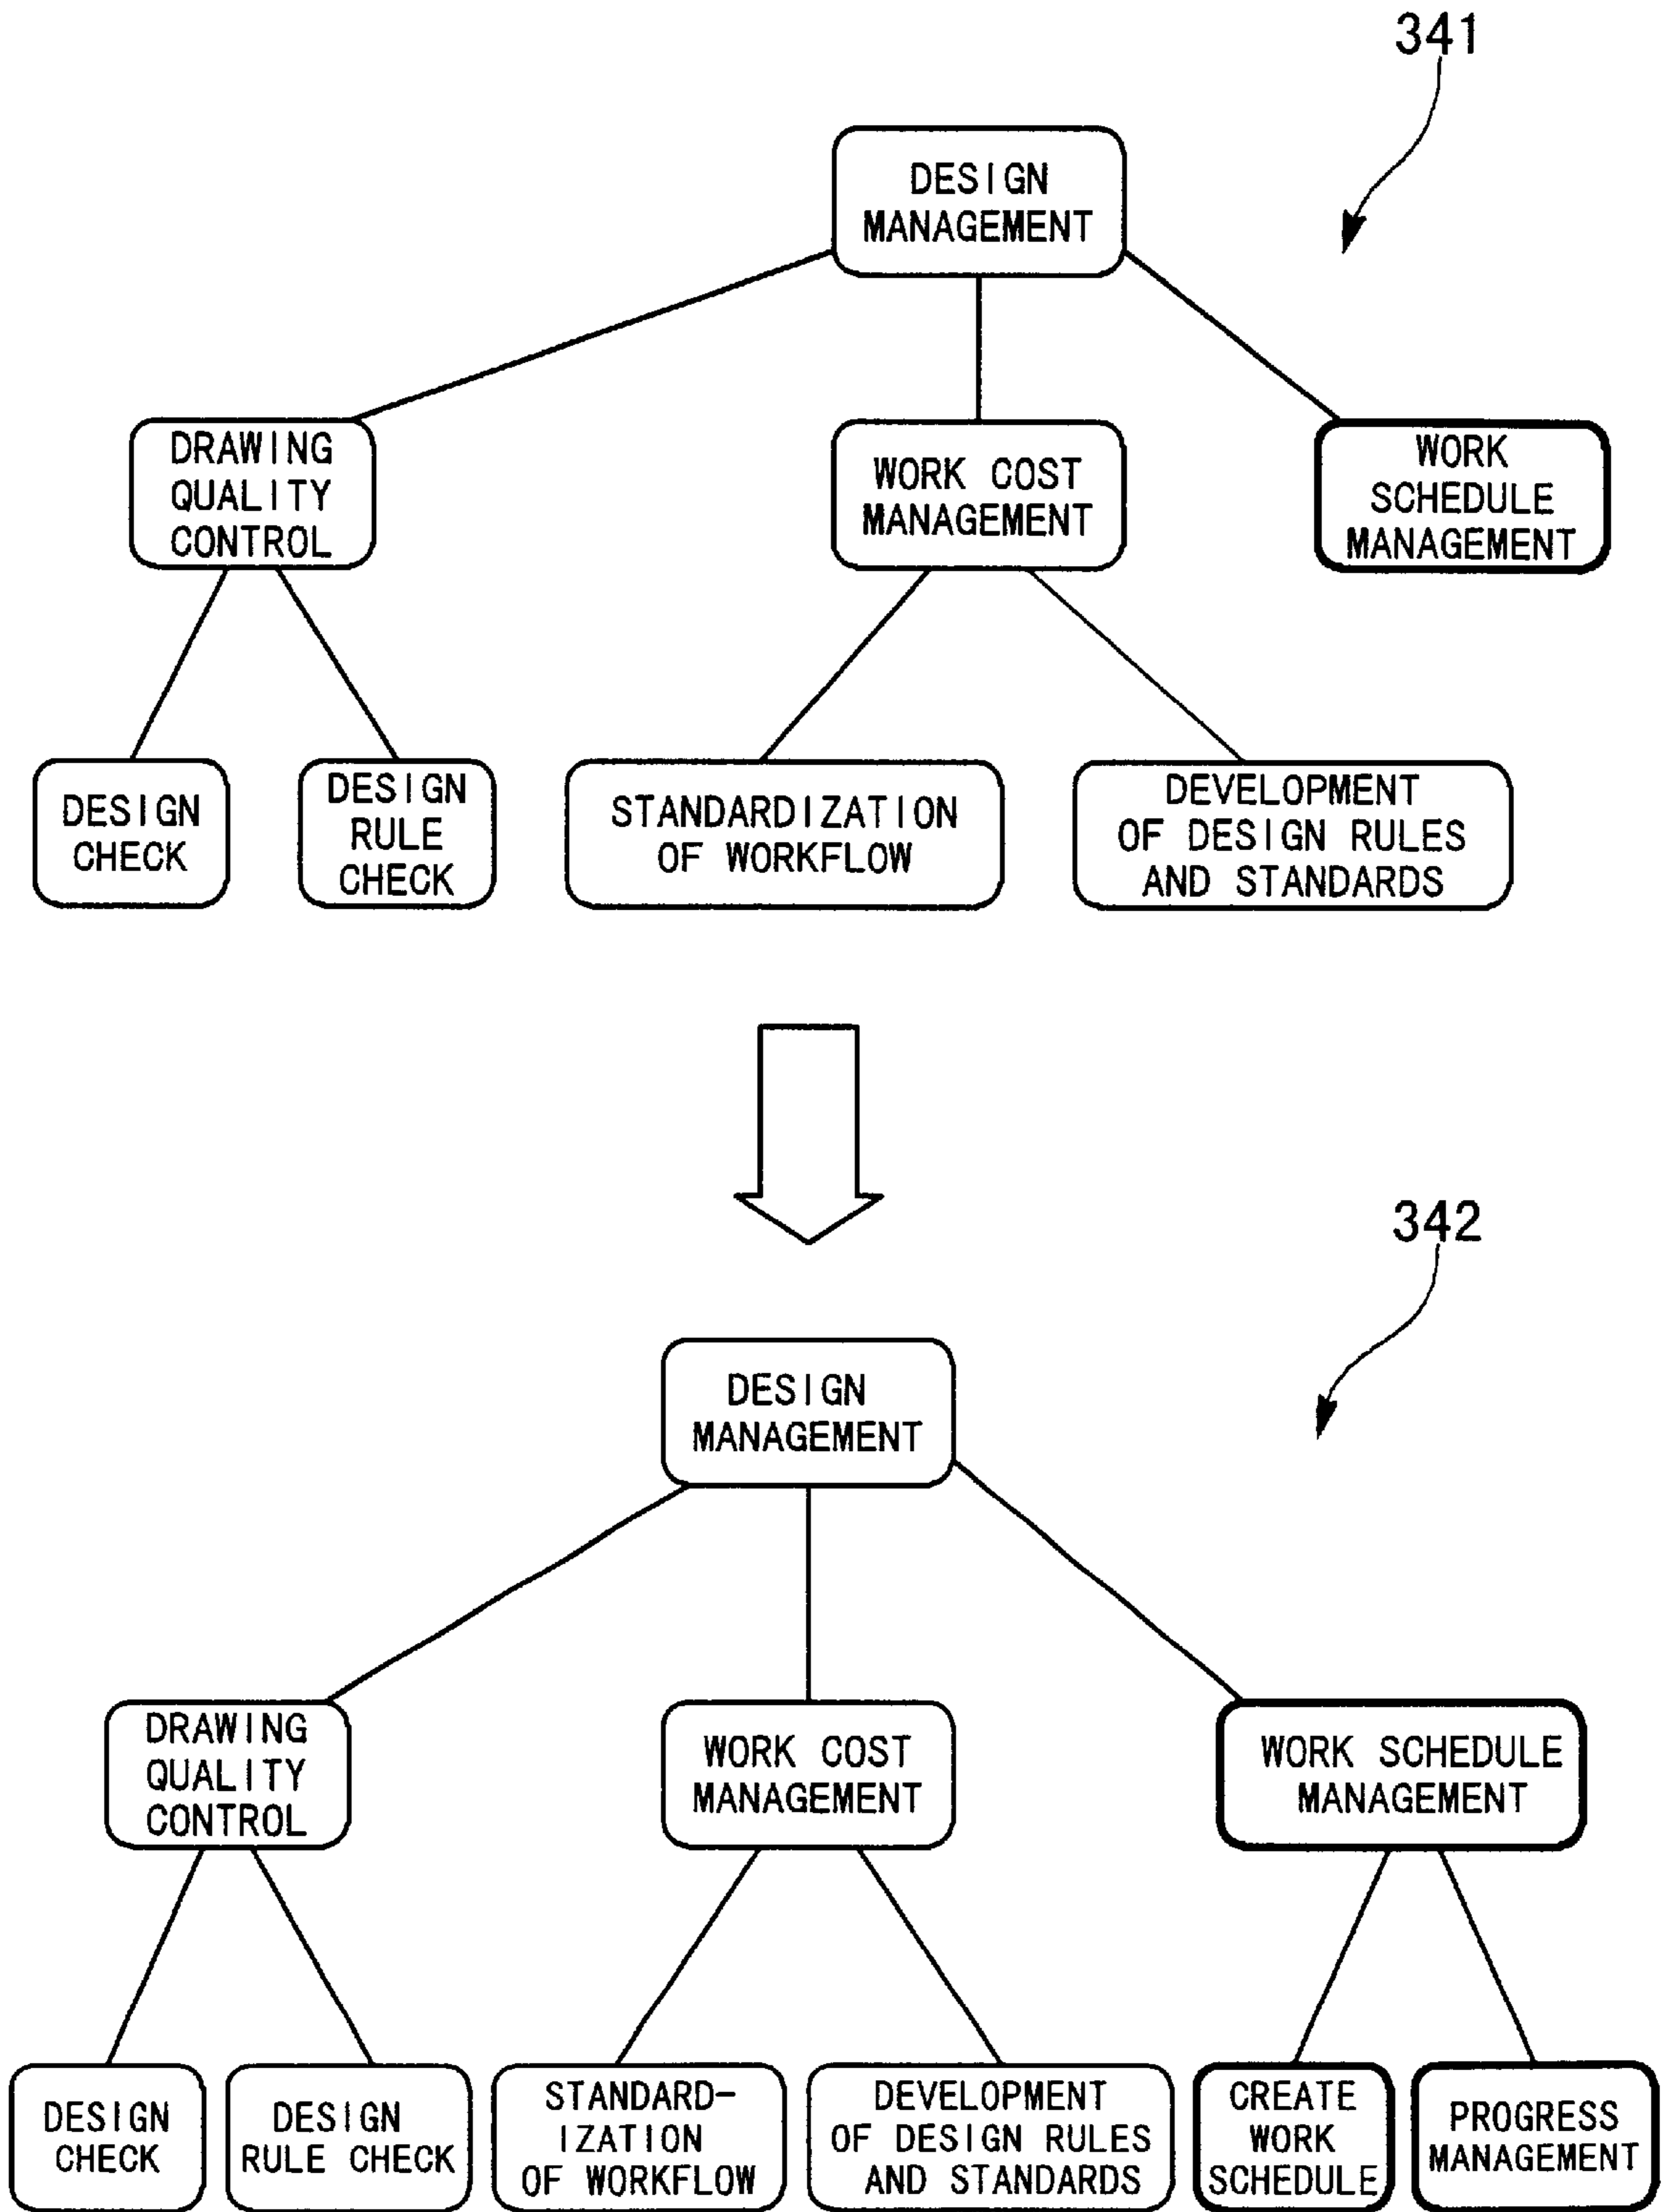 341
DESIGN
MANAGEMENT
DRAWING
QUALITY
CONTROL
WORK COST
MANAGEMENT
WORK
SCHEDULE
MANAGEMENT
DESIGN
CHECK
DESIGN
RULE
CHECK
STANDARDIZATION
OF WORKFLOW
DEVELOPMENT
OF DESIGN RULES
AND STANDARDS
342
DESIGN
MANAGEMENT
DRAWING
QUALITY
CONTROL
WORK COST
MANAGEMENT
WORK SCHEDULE
MANAGEMENT
DESIGN
CHECK
DESIGN
RULE CHECK
STANDARD-
IZATION
OF WORKFLOW
DEVELOPMENT
OF DESIGN RULES
AND STANDARDS
CREATE
WORK
SCHEDULE
PROGRESS
MANAGEMENT